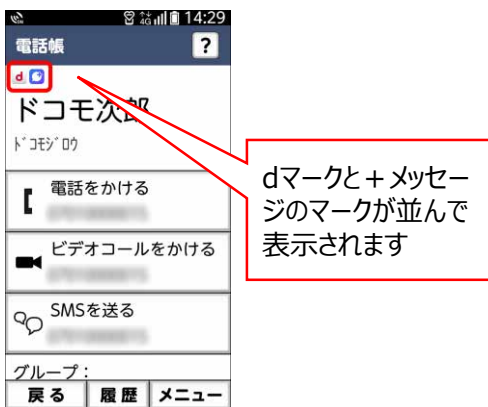 4G 14:29
電話帳 ?
d
ドコモ次郎
ﾄﾞｺﾓｼﾞﾛｳ
電話をかける
ビデオコールをかける
SMSを送る
グループ：
戻る 履歴 メニュー
dマークと＋メッセー
ジのマークが並んで
表示されます